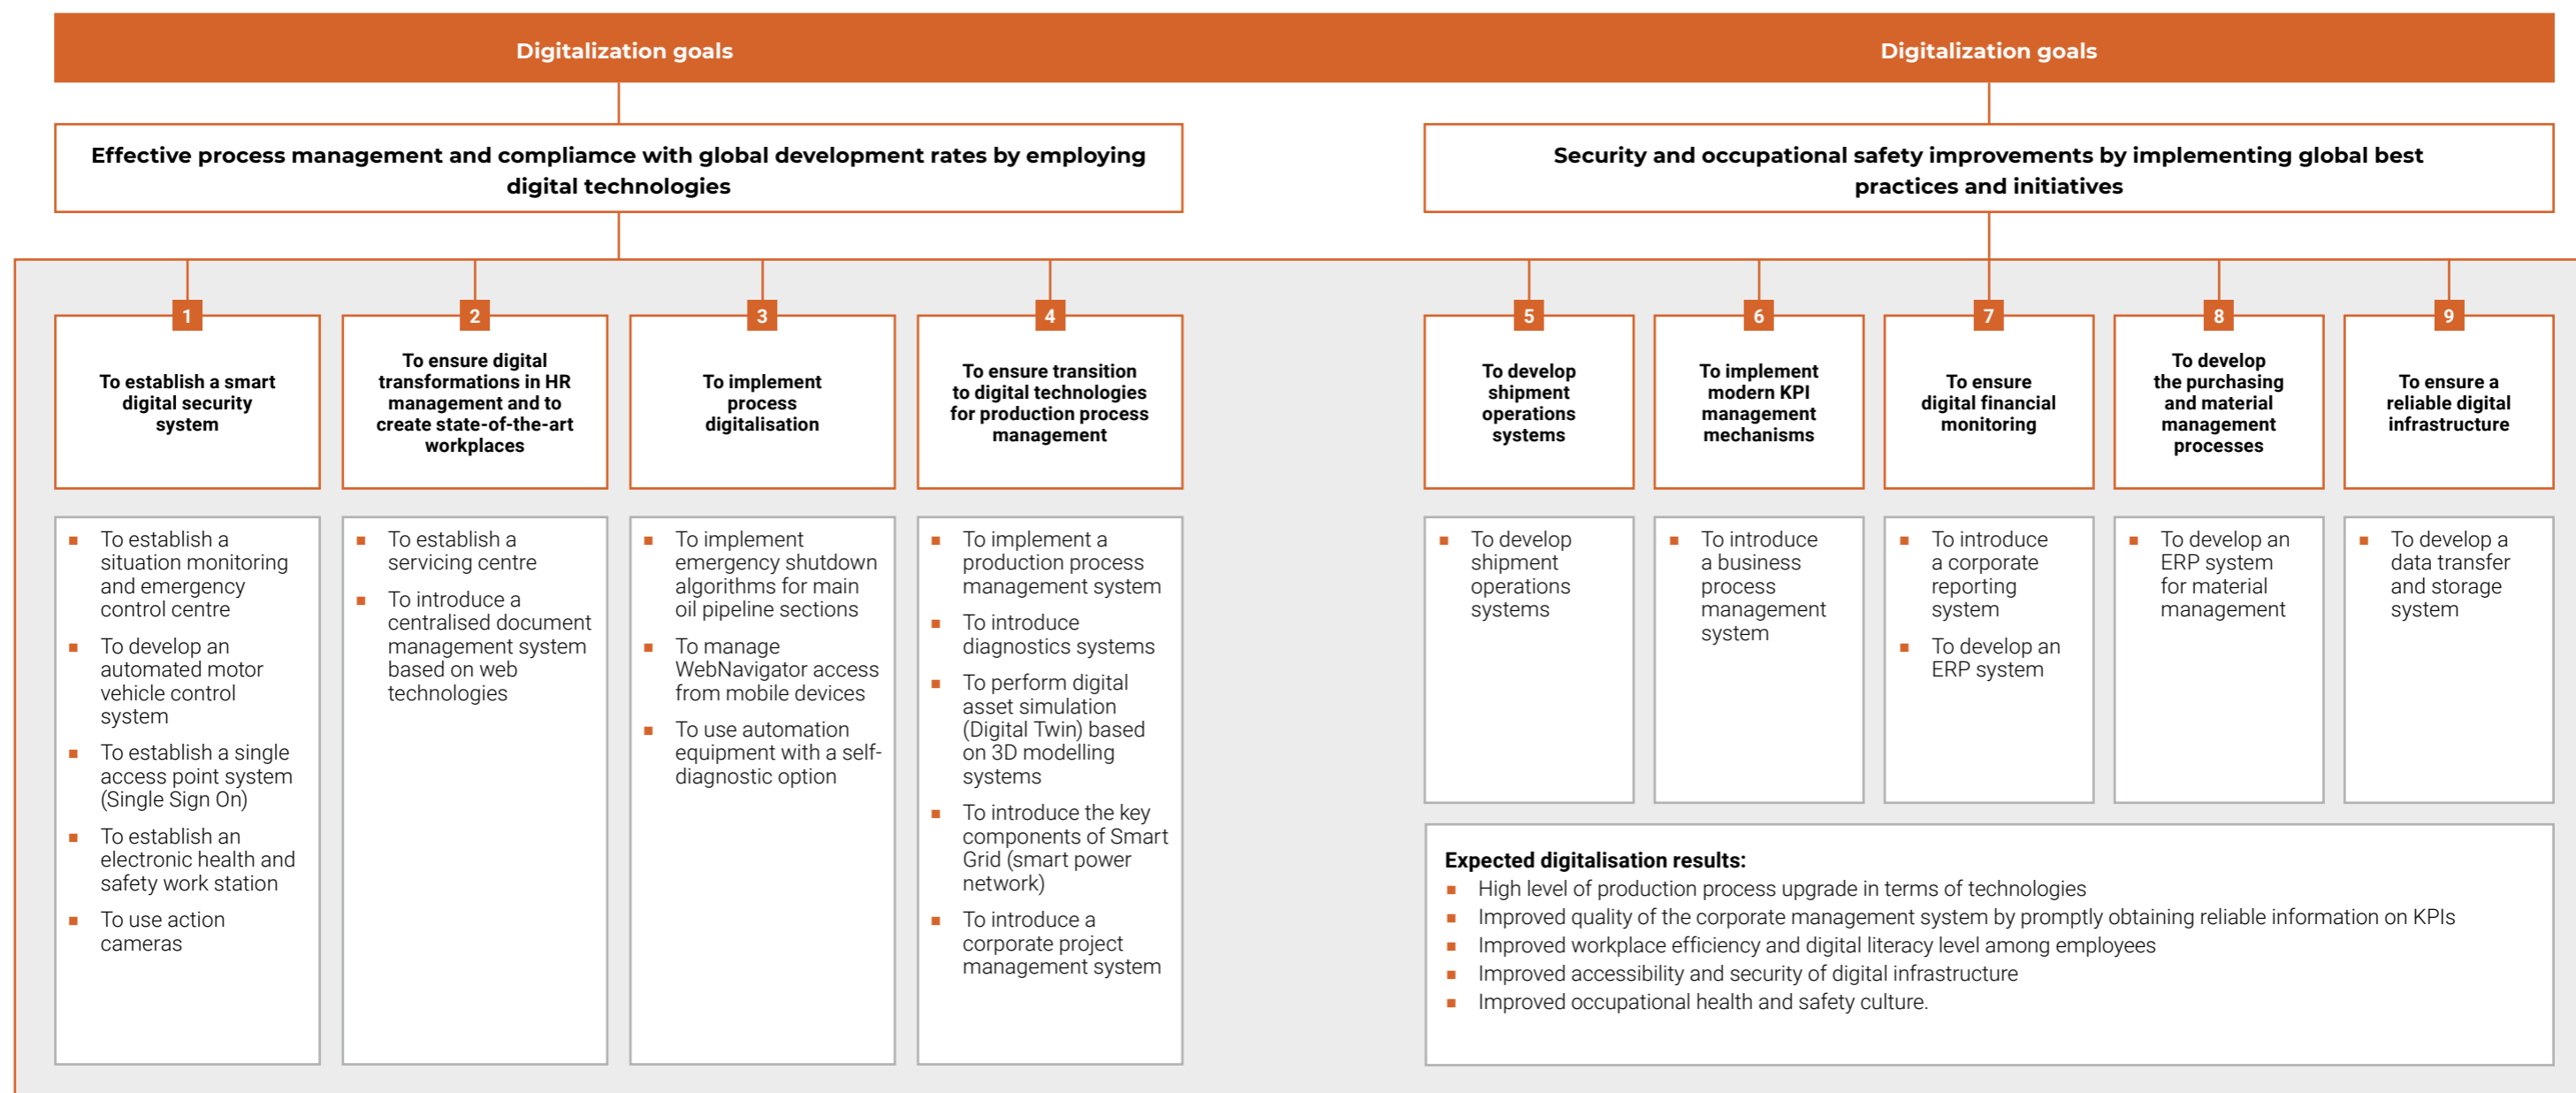 Digitalization goals
Digitalization goals
Effective process management and compliamce with global development rates by employing
digital technologies
Security and occupational safety improvements by implementing global best
practices and initiatives
1
To establish a smart
digital security
system
2
To ensure digital
transformations in HR
management and to
create state-of-the-art
workplaces
3
To implement
process
digitalisation
4
To ensure transition
to digital technologies
for production process
management
5
To develop
shipment
operations
systems
6
To implement
modern KPI
management
mechanisms
7
To ensure
digital financial
monitoring
8
To develop
the purchasing
and material
management
processes
9
To ensure a
reliable digital
infrastructure
To establish a
situation monitoring
and emergency
control centre
To develop an
automated motor
vehicle control
system
To establish a single
access point system
(Single Sign On)
To establish an
electronic health and
safety work station
To use action
cameras
To establish a
servicing centre
To introduce a
centralised document
management system
based on web
technologies
To implement
emergency shutdown
algorithms for main
oil pipeline sections
To manage
WebNavigator access
from mobile devices
To use automation
equipment with a self-
diagnostic option
To implement a
production process
management system
To introduce
diagnostics systems
To perform digital
asset simulation
(Digital Twin) based
on 3D modelling
systems
To introduce the key
components of Smart
Grid (smart power
network)
To introduce a
corporate project
management system
To develop
shipment
operations
systems
To introduce
a business
process
management
system
To introduce
a corporate
reporting
system
To develop an
ERP system
To develop an
ERP system
for material
management
To develop a
data transfer
and storage
system
Expected digitalisation results:
High level of production process upgrade in terms of technologies
Improved quality of the corporate management system by promptly obtaining reliable information on KPIs
Improved workplace efficiency and digital literacy level among employees
Improved accessibility and security of digital infrastructure
Improved occupational health and safety culture.